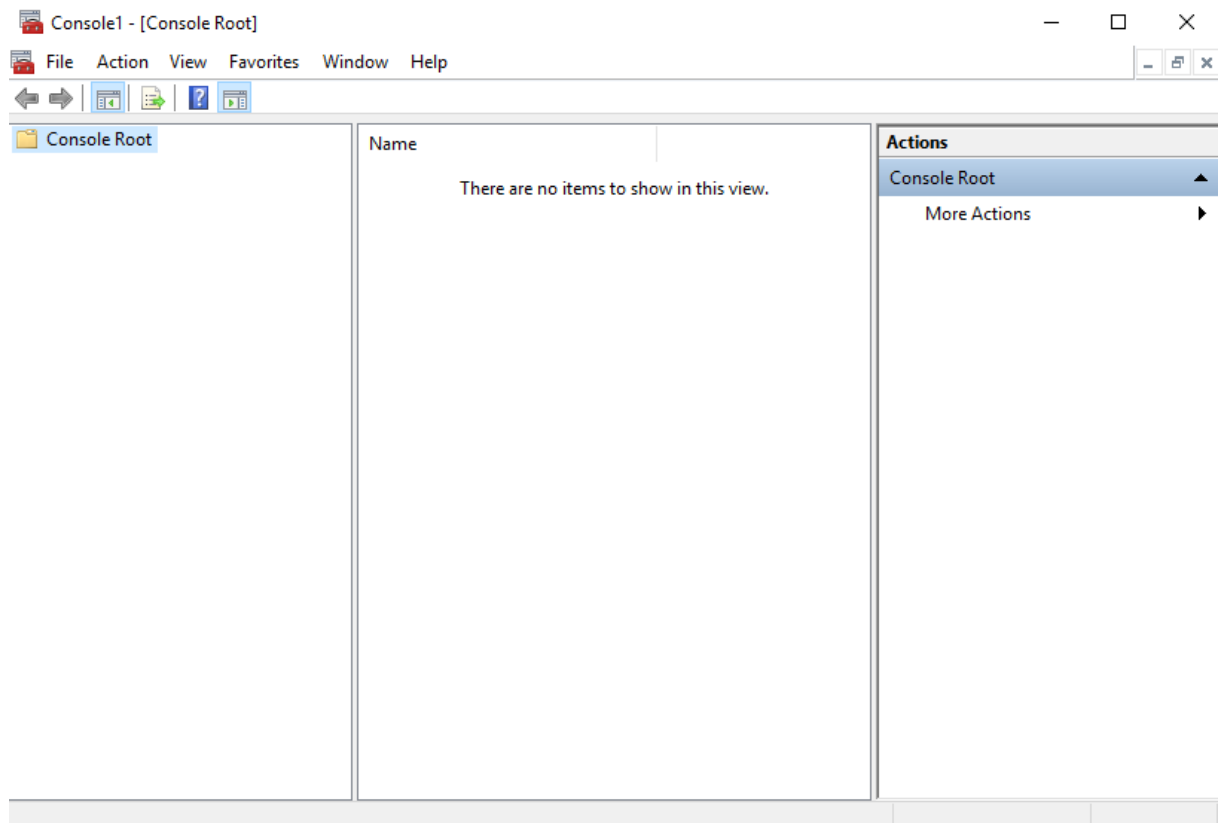 Console1 - [Console Root]
File Action View Favorites Window Help
Console Root
Name
There are no items to show in this view.
Actions
Console Root
More Actions